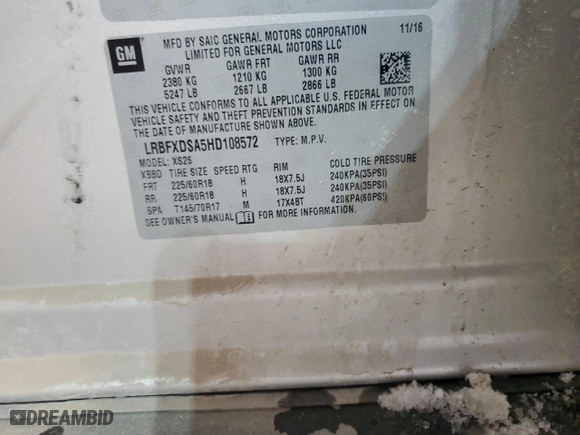 GM
MFD BY SAIC GENERAL MOTORS CORPORATION 11/16
LIMITED FOR GENERAL MOTORS LLC
GVWR GAWR FRT GAWR RR
2380 KG 1210 KG 1300 KG
5247 LB 2667 LB 2866 LB
THIS VEHICLE CONFORMS TO ALL APPLICABLE U.S. FEDERAL MOTOR
VEHICLE SAFETY AND THEFT PREVENTION STANDARDS IN EFFECT ON
THE DATE OF MANUFACTURE SHOWN ABOVE.
LRBFXDSA5HD108572 TYPE: M.P.V.
MODEL: XS26
XBBD TIRE SIZE SPEED RTG RIM COLD TIRE PRESSURE
FRT 225/60R18 H 18X7.5J 240KPA(35PSI)
RR 225/60R18 H 18X7.5J 240KPA(35PSI)
SPA T145/70R17 M 17X4BT 420KPA(60PSI)
SEE OWNER'S MANUAL FOR MORE INFORMATION.
DREAMBID